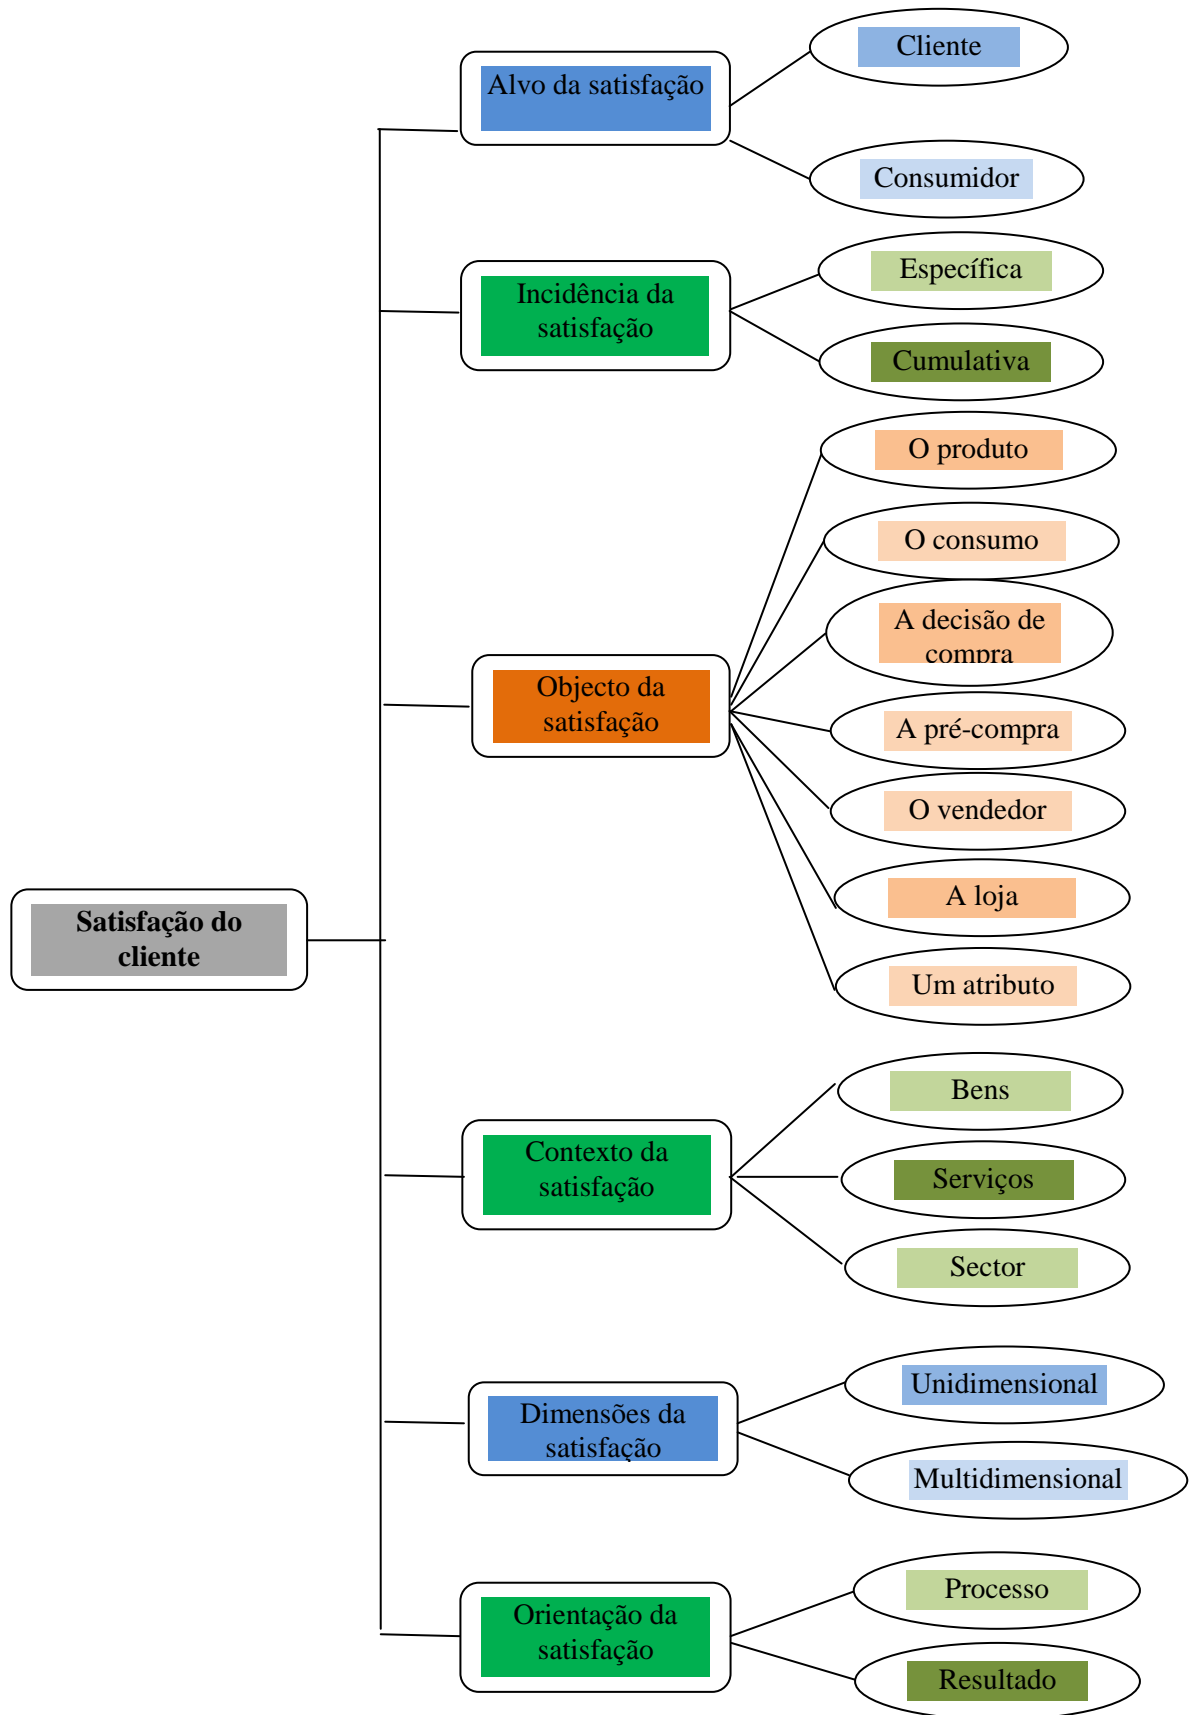 Cliente
Alvo da satisfação
Consumidor
Específica
Incidência da
satisfação
Cumulativa
O produto
O consumo
A decisão de
compra
Objecto da
satisfação
A pré-compra
O vendedor
A loja
Satisfação do
cliente
Um atributo
Bens
Contexto da
satisfação
Serviços
Sector
Unidimensional
Dimensões da
satisfação
Multidimensional
Processo
Orientação da
satisfação
Resultado